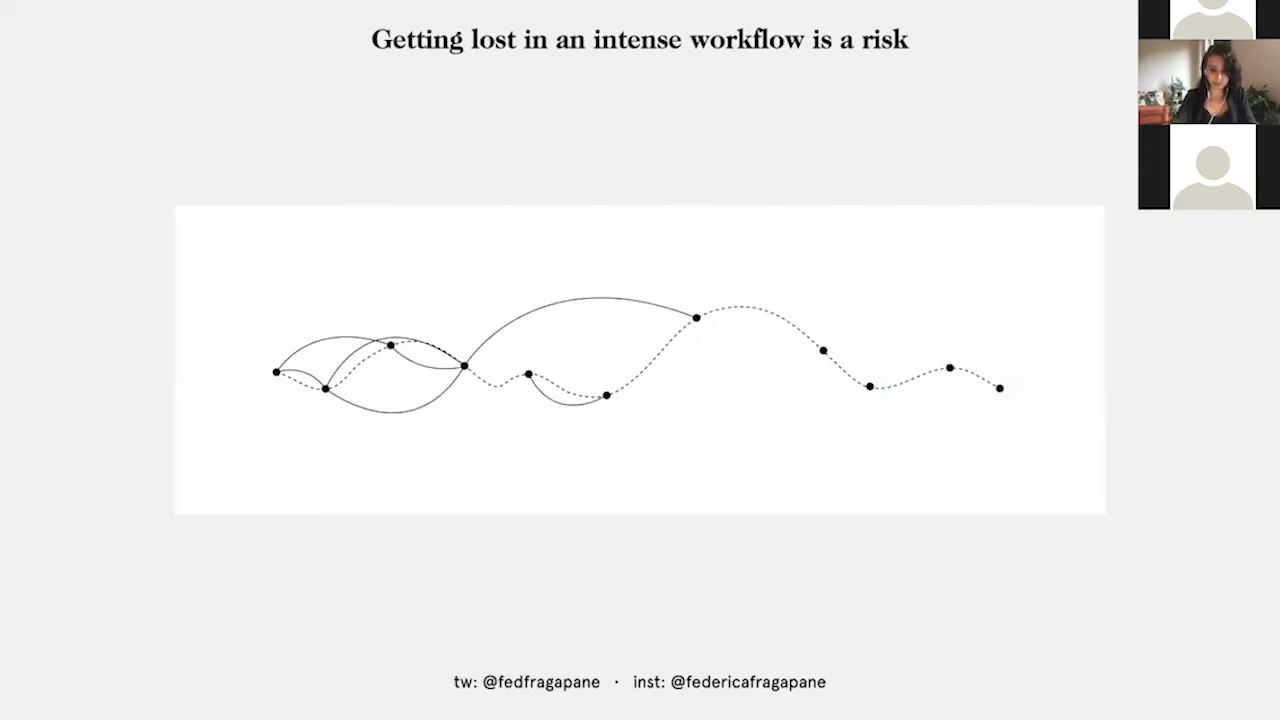 Getting lost in an intense workflow is a risk
tw: @fedfragapane · inst: @federicafragapane